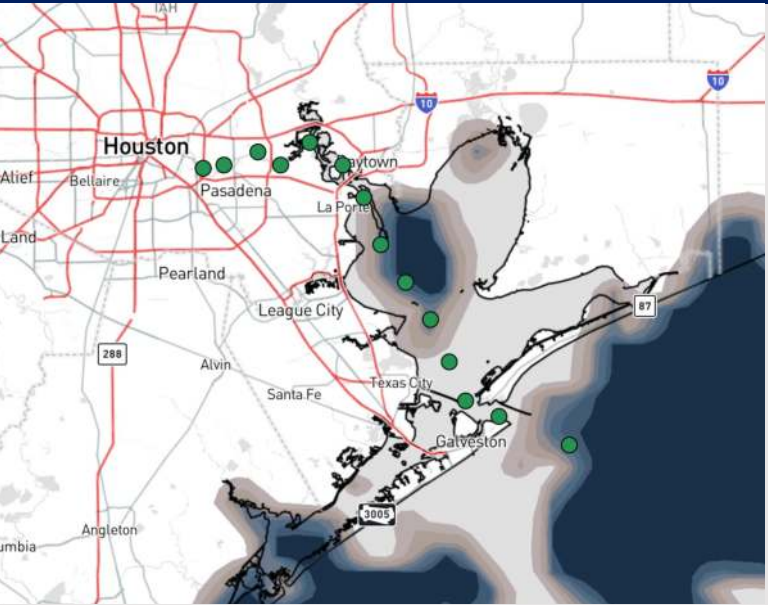 IAH
10
10
Houston
aytown
Alief
Bellaire
Pasadena
La Porte
Land
Pearland
League City
87
288
Alvin
Texas City
Santa Fe
Galveston
3005
Angleton
umbia